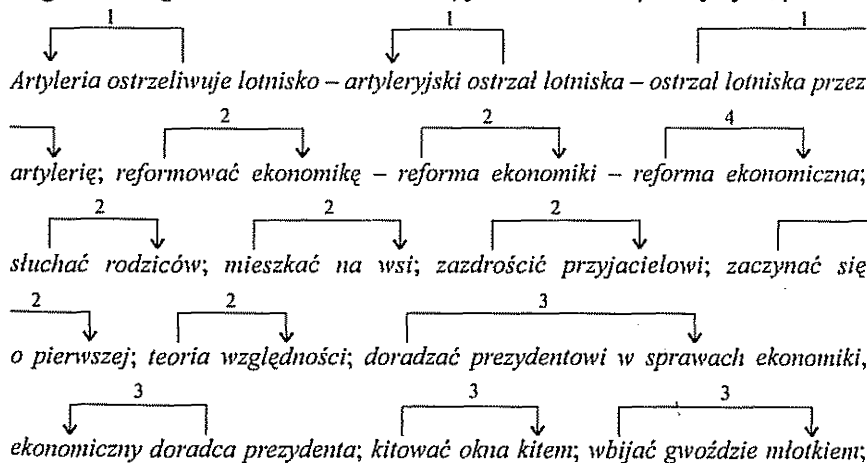 1 1 1
Artyleria ostrzeliwuje lotnisko – artyleryjski ostrzał lotniska – ostrzał lotniska przez
2 2 4
artylerię; reformować ekonomikę – reforma ekonomiki – reforma ekonomiczna;
2 2 2
słuchać rodziców; mieszkać na wsi; zazdrościć przyjacielowi; zaczynać się
2 2 3
o pierwszej; teoria względności; doradzać prezydentowi w sprawach ekonomiki,
3 3 3
ekonomiczny doradca prezydenta; kitować okna kitem; wbijać gwoździe młotkiem;